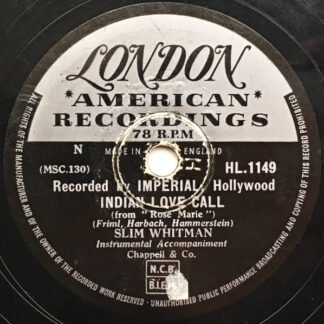 LONDON
"AMERICAN"
RECORDINGS
78 R.P.M
N
MADE IN ENGLAND
(MSC.130)
HL.1149
Recorded by IMPERIAL Hollywood
INDIAN LOVE CALL
(from "Rose Marie")
(Friml, Harbach, Hammerstein)
SLIM WHITMAN
Instrumental Accompaniment
Chappell & Co.
N.C.B.
B.I.E.M
ALL RIGHTS OF THE MANUFACTURER AND OF THE OWNER OF THE RECORDED WORK RESERVED - UNAUTHORISED PUBLIC PERFORMANCE BROADCASTING AND COPYING OF THIS RECORD PROHIBITED